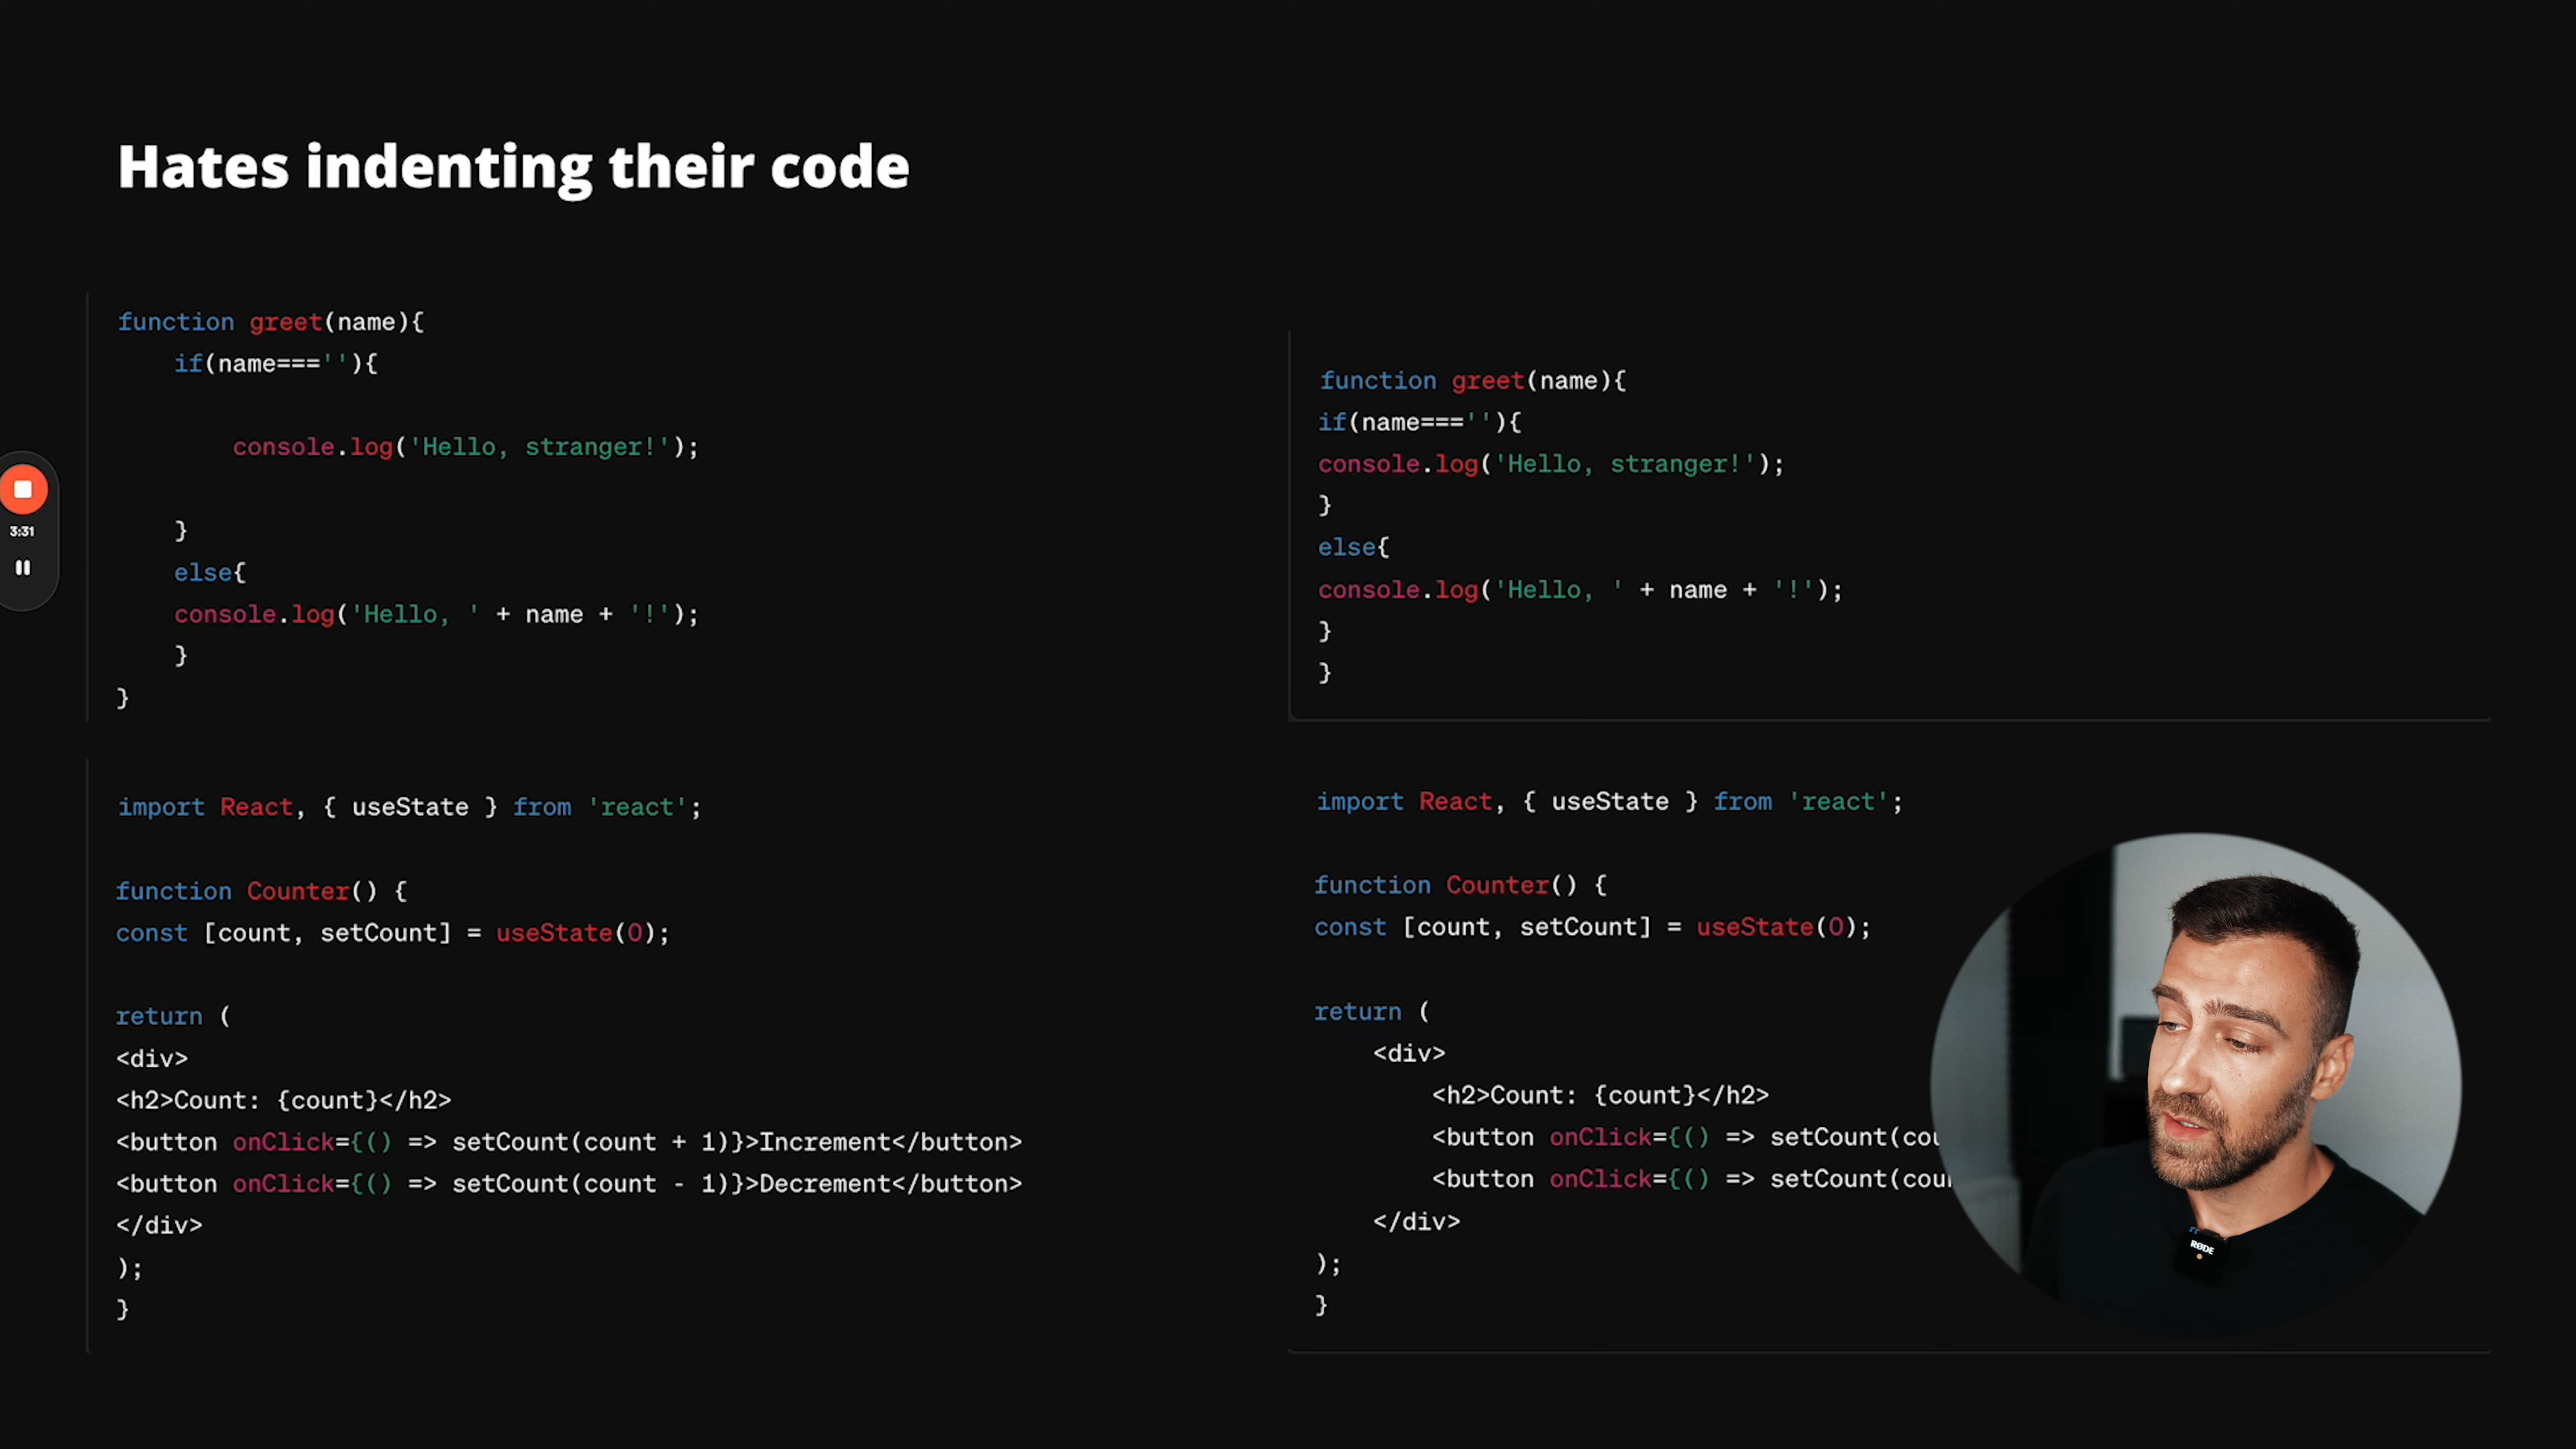 Hates indenting their code
function greet(name){
if(name===''){
console.log('Hello, stranger!');
}
else{
console.log('Hello, ' + name + '!');
}
}
function greet(name){
if(name===''){
console.log('Hello, stranger!');
}
else{
console.log('Hello, ' + name + '!');
}
}
3:31
import React, { useState } from 'react';
function Counter() {
const [count, setCount] = useState(0);
return (
<div>
<h2>Count: {count}</h2>
<button onClick={() => setCount(count + 1)}>Increment</button>
<button onClick={() => setCount(count - 1)}>Decrement</button>
</div>
);
}
import React, { useState } from 'react';
function Counter() {
const [count, setCount] = useState(0);
return (
<div>
<h2>Count: {count}</h2>
<button onClick={() => setCount(cou
<button onClick={() => setCount(coun
</div>
);
}
RØDE